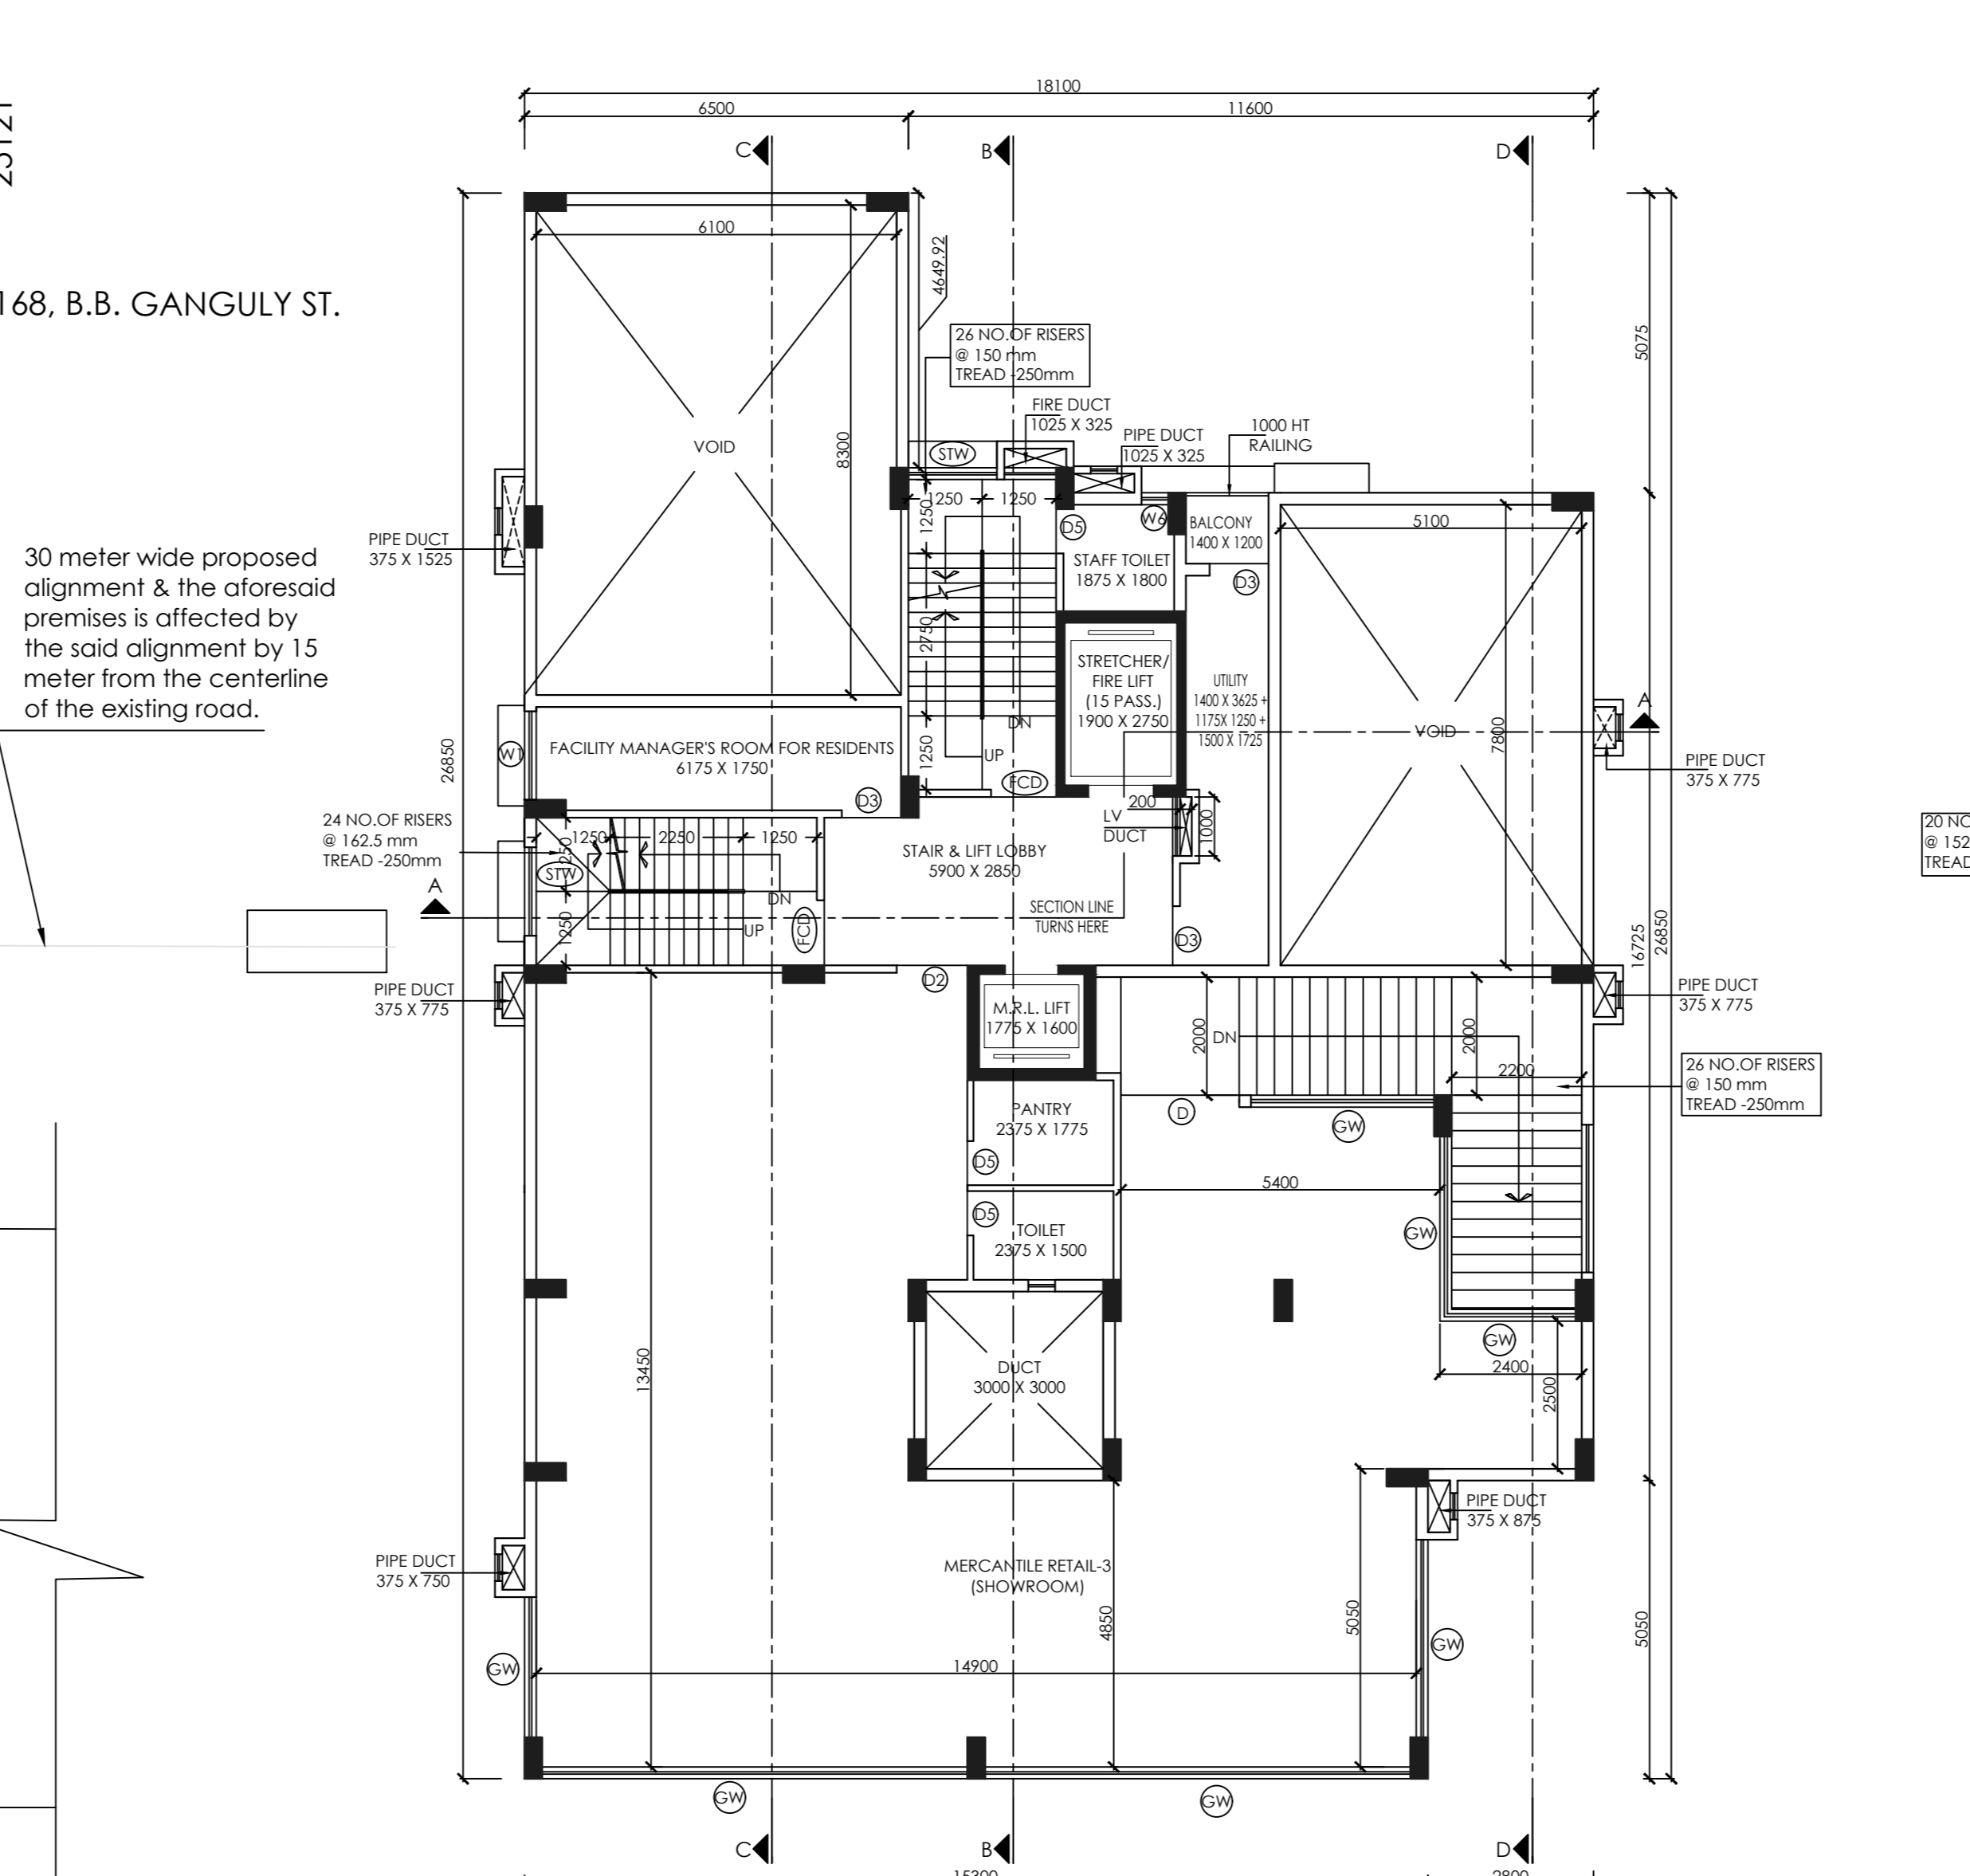 18100
6500
11600
C
B
D
23121
168, B.B. GANGULY ST.
6100
4649.92
26 NO.OF RISERS
@ 150 mm
TREAD -250mm
5075
FIRE DUCT
1025 X 325
PIPE DUCT
1025 X 325
1000 HT
RAILING
VOID
8300
STW
1250
1250
1250
D5
W6
BALCONY
1400 X 1200
5100
PIPE DUCT
375 X 1525
30 meter wide proposed
alignment & the aforesaid
premises is affected by
the said alignment by 15
meter from the centerline
of the existing road.
STAFF TOILET
1875 X 1800
D3
2750
STRETCHER/
FIRE LIFT
(15 PASS.)
1900 X 2750
UTILITY
1400 X 3625 +
1175X 1250 +
1500 X 1725
VOID
7800
A
DN
UP
1250
FCD
26850
W1
FACILITY MANAGER'S ROOM FOR RESIDENTS
6175 X 1750
D3
PIPE DUCT
375 X 775
24 NO.OF RISERS
@ 162.5 mm
TREAD -250mm
1250
2250
1250
1250
STW
200
LV
DUCT
1000
STAIR & LIFT LOBBY
5900 X 2850
20 NO
@ 152
TREAD
A
DN
UP
FCD
1250
SECTION LINE
TURNS HERE
D3
16725
26850
PIPE DUCT
375 X 775
D2
M.R.L. LIFT
1775 X 1600
2000
DN
2000
PIPE DUCT
375 X 775
2200
26 NO.OF RISERS
@ 150 mm
TREAD -250mm
PANTRY
2375 X 1775
D
GW
D5
5400
D5
TOILET
2375 X 1500
GW
13450
DUCT
3000 X 3000
GW
2400
2500
PIPE DUCT
375 X 875
PIPE DUCT
375 X 750
MERCANTILE RETAIL-3
(SHOWROOM)
4850
5050
5050
GW
GW
14900
GW
GW
C
B
D
15300
2800